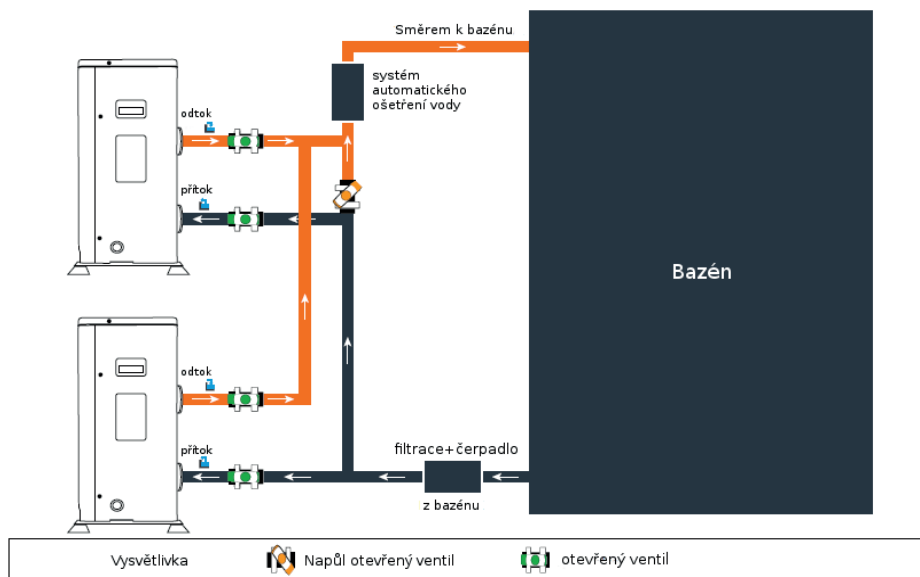 Směrem k bazénu
systém
automatického
ošetření vody
odtok
přítok
Bazén
odtok
přítok
filtrace+čerpadlo
z bazénu
Vysvětlivka
Napůl otevřený ventil
otevřený ventil